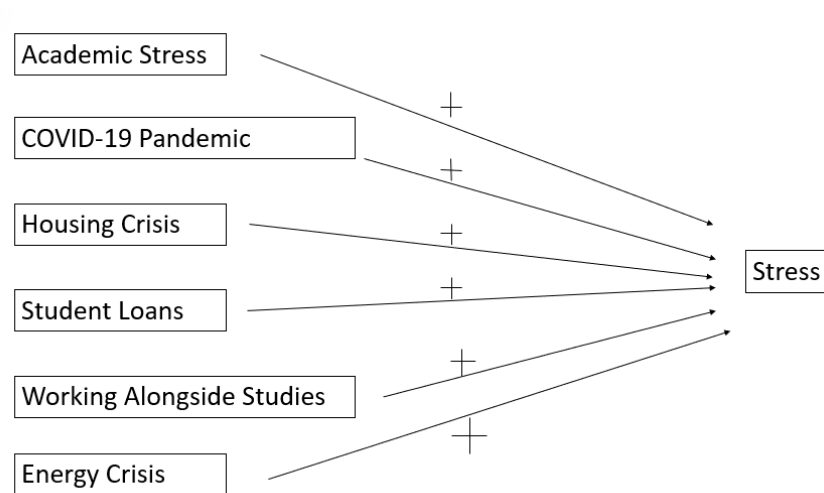 Academic Stress
+
COVID-19 Pandemic
+
Housing Crisis
+
Stress
Student Loans
+
Working Alongside Studies
+
Energy Crisis
+